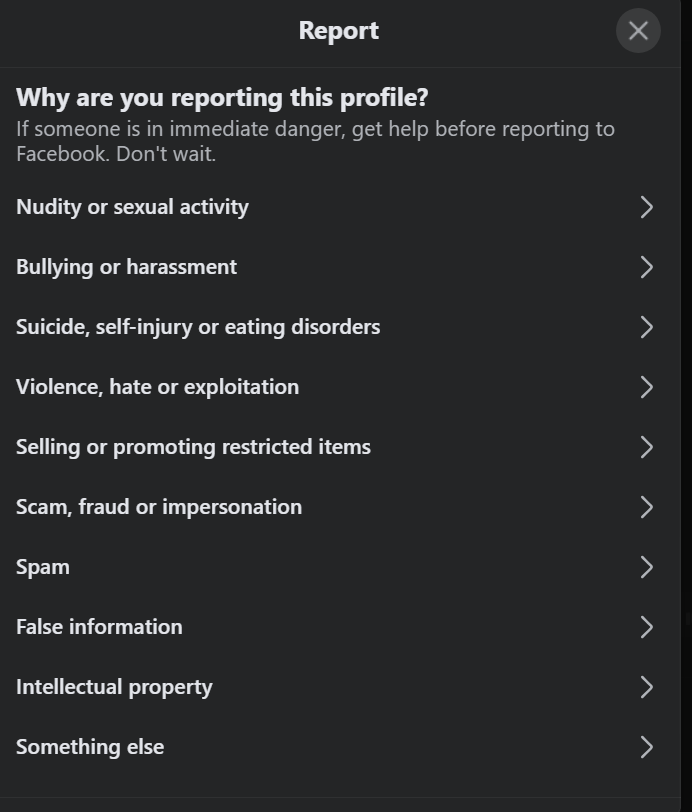 Report
Why are you reporting this profile?
If someone is in immediate danger, get help before reporting to
Facebook. Don't wait.
Nudity or sexual activity
Bullying or harassment
Suicide, self-injury or eating disorders
Violence, hate or exploitation
Selling or promoting restricted items
Scam, fraud or impersonation
Spam
False information
Intellectual property
Something else